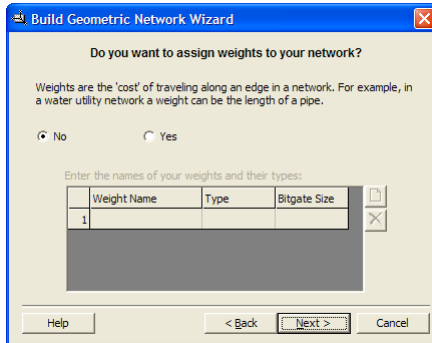 Build Geometric Network Wizard
Do you want to assign weights to your network?
Weights are the 'cost' of traveling along an edge in a network. For example, in
a water utility network a weight can be the length of a pipe.
No Yes
Enter the names of your weights and their types:
Weight Name Type Bitgate Size
1
Help < Back Next > Cancel